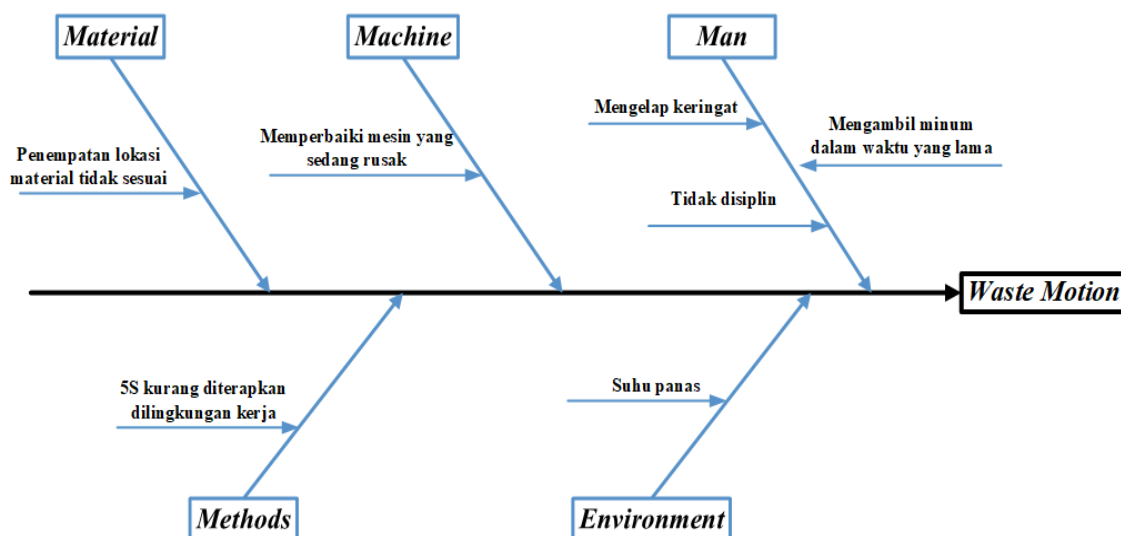 Material
Machine
Man
Mengelap keringat
Mengambil minum
dalam waktu yang lama
Memperbaiki mesin yang
sedang rusak
Penempatan lokasi
material tidak sesuai
Tidak disiplin
Waste Motion
5S kurang diterapkan
dilingkungan kerja
Suhu panas
Methods
Environment